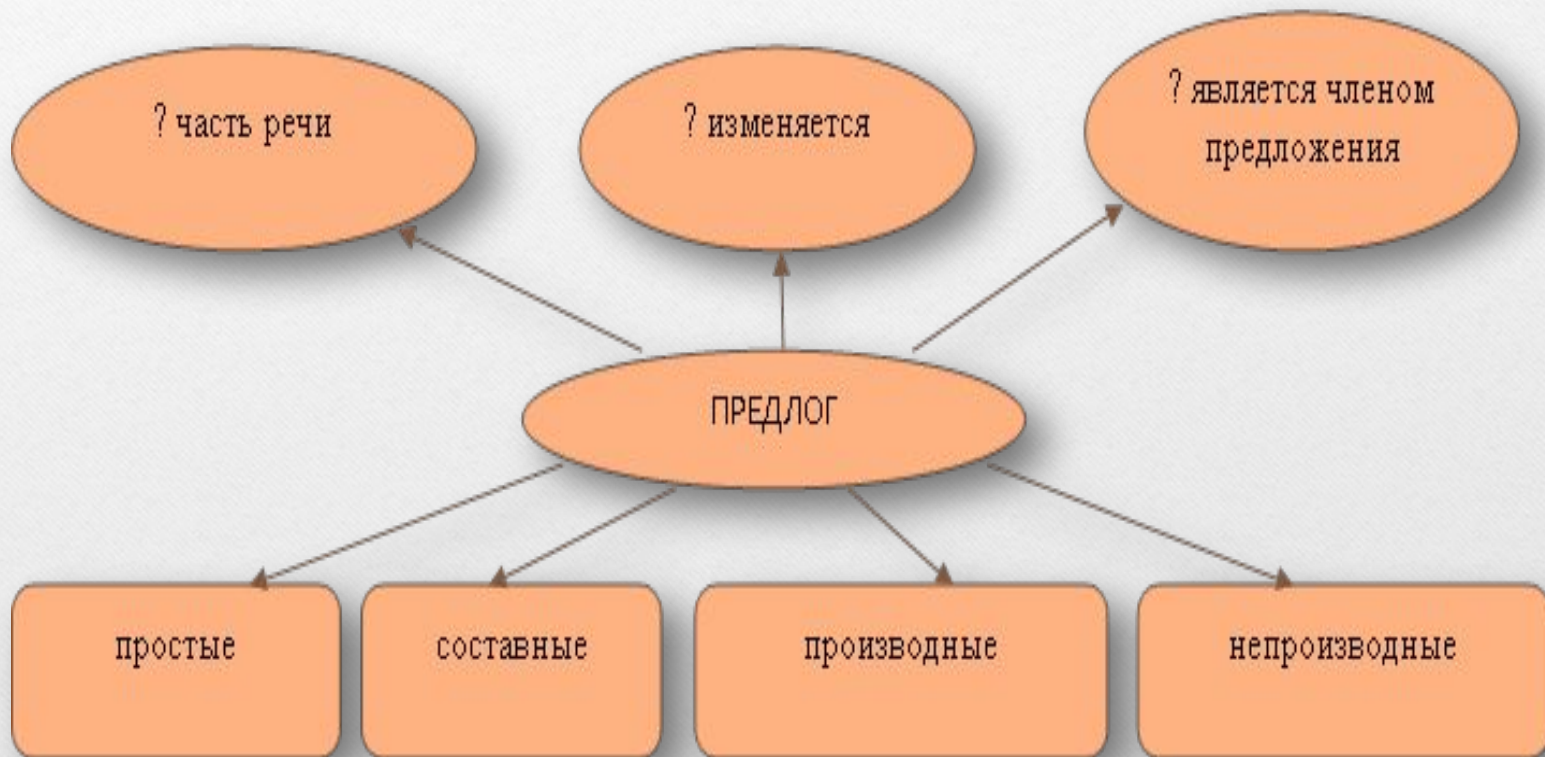 ? часть речи
? изменяется
? является членом
предложения
ПРЕДЛОГ
простые
составные
производные
непроизводные